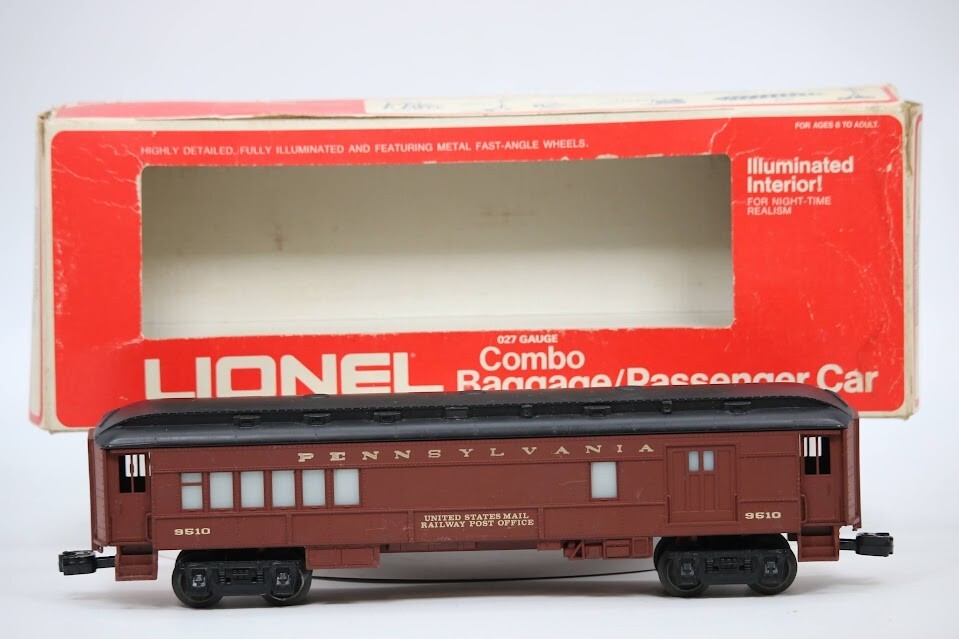 FOR AGES 8 TO ADULT.
HIGHLY DETAILED, FULLY ILLUMINATED AND FEATURING METAL FAST-ANGLE WHEELS.
Illuminated
Interior!
FOR NIGHT-TIME
REALISM
027 GAUGE
LIONEL
Combo
Baggage/Passenger Car
PENNSYLVANIA
UNITED STATES MAIL
RAILWAY POST OFFICE
9510
9510